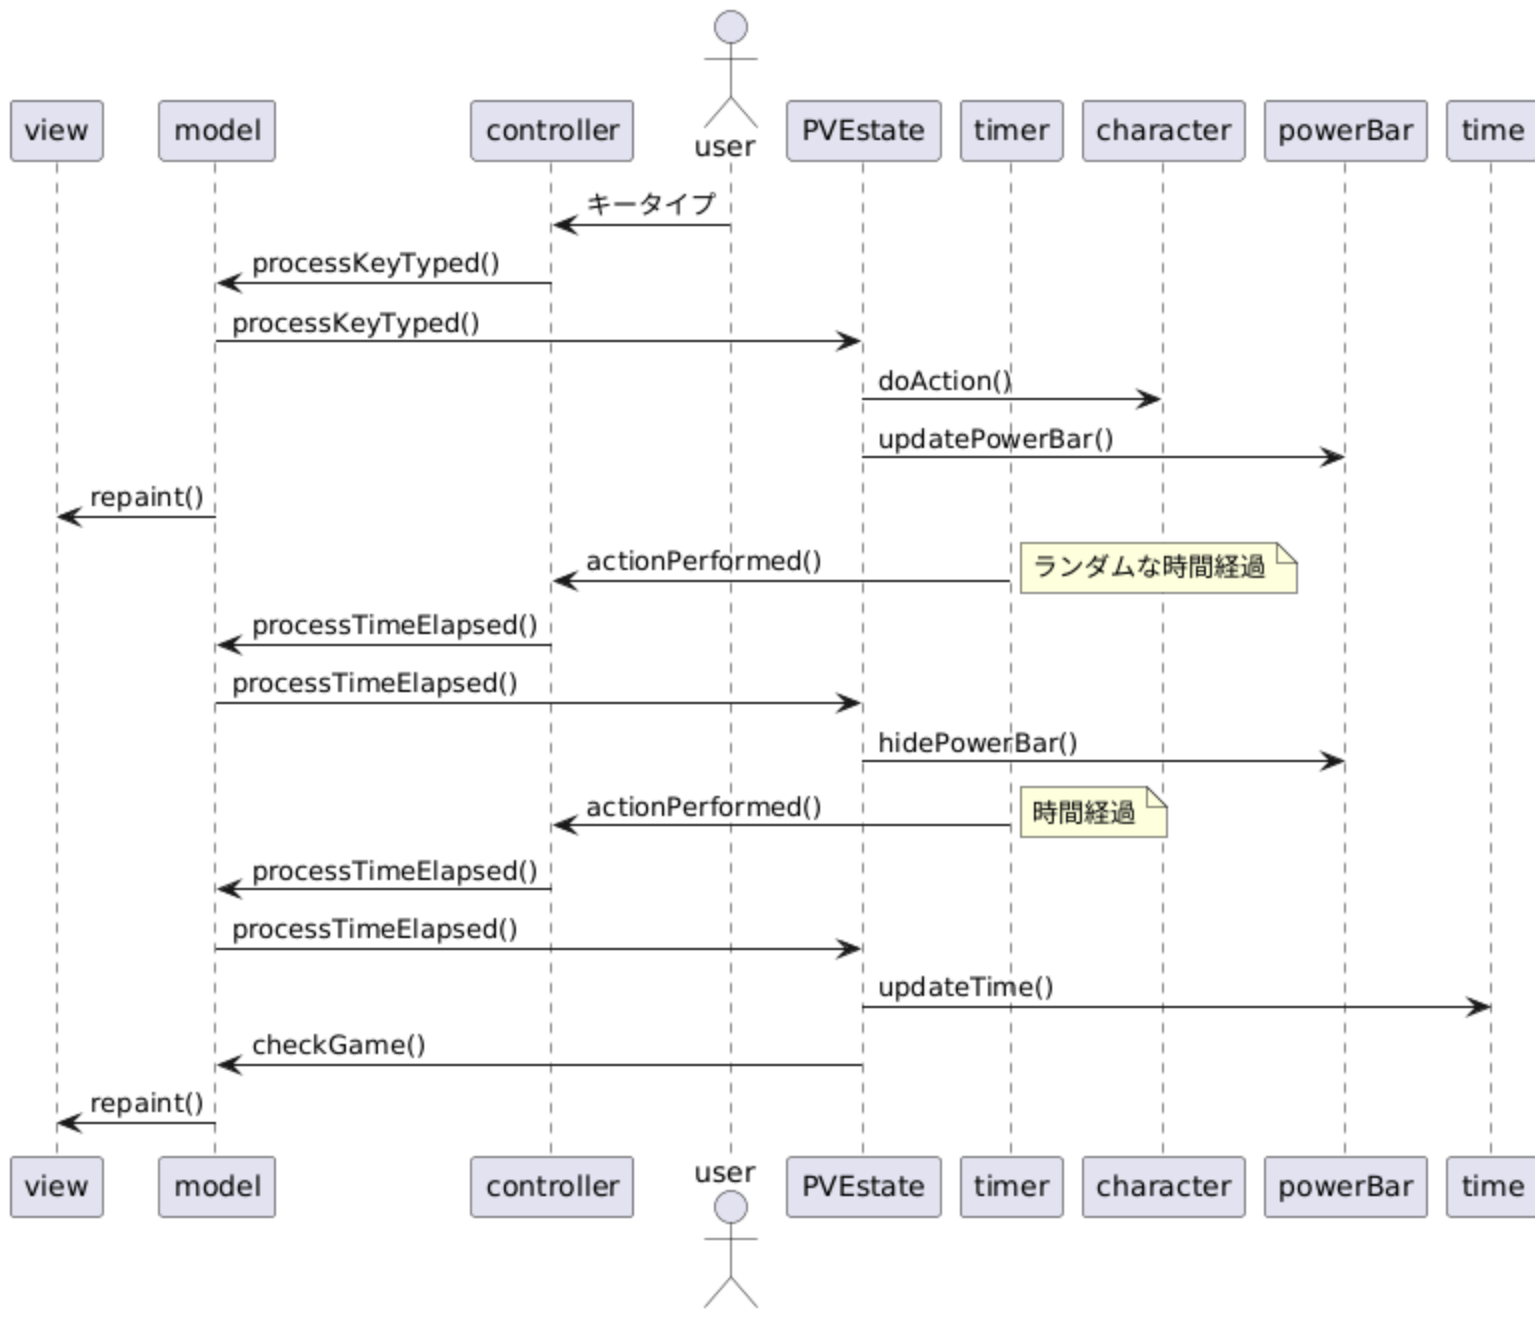 view model controller user PVEstate timer character powerBar time
キータイプ
processKeyTyped()
processKeyTyped()
doAction()
updatePowerBar()
repaint()
actionPerformed() ランダムな時間経過
processTimeElapsed()
processTimeElapsed()
hidePowerBar()
actionPerformed() 時間経過
processTimeElapsed()
processTimeElapsed()
updateTime()
checkGame()
repaint()
view model controller user PVEstate timer character powerBar time